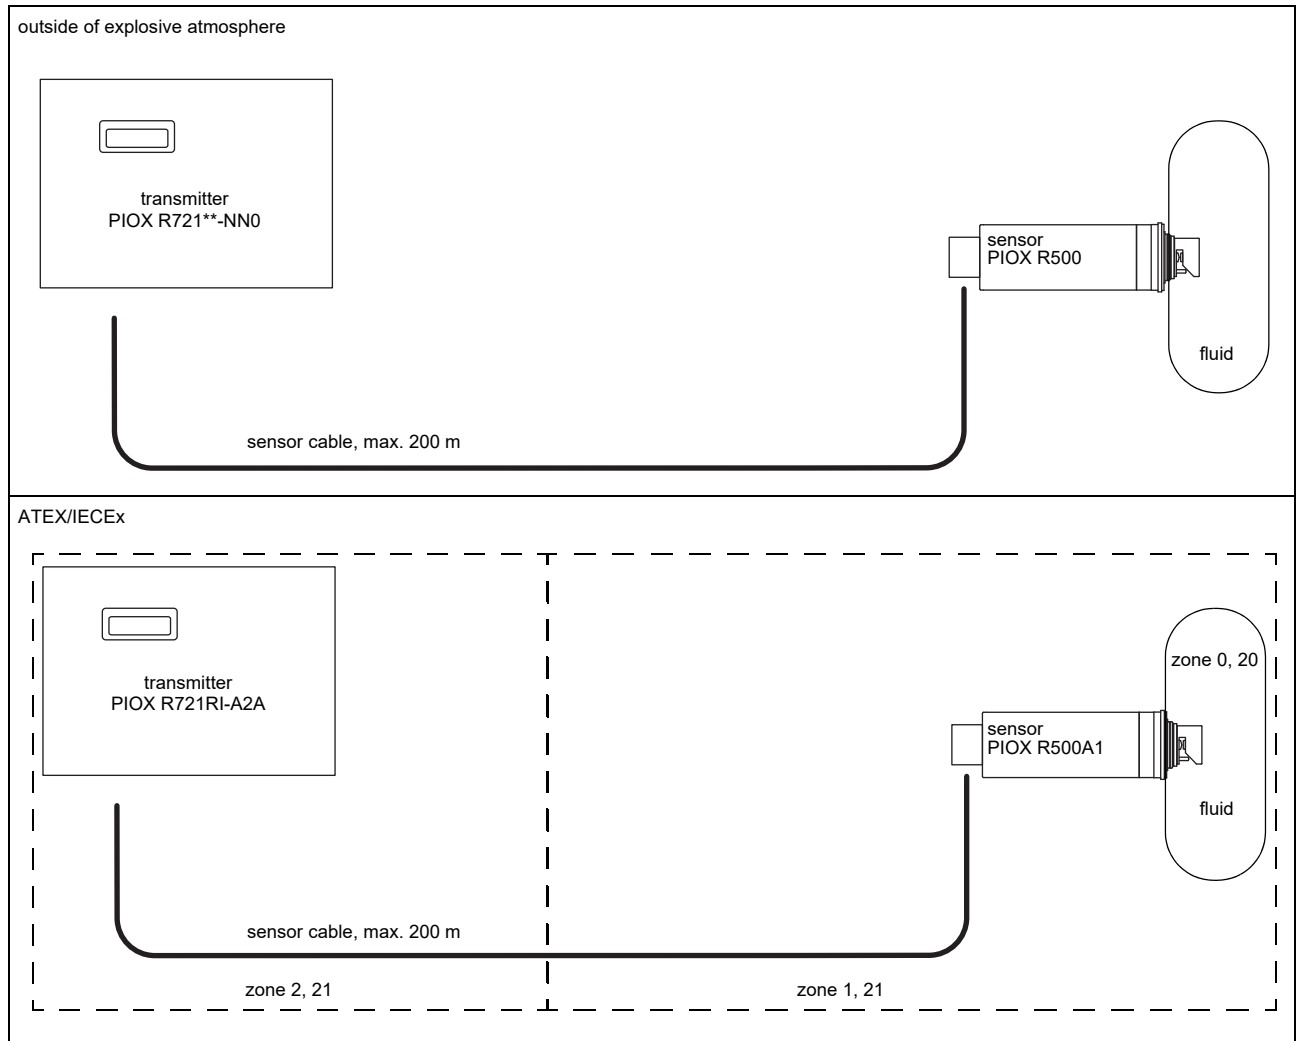 outside of explosive atmosphere
transmitter
PIOX R721**-NN0
sensor
PIOX R500
fluid
sensor cable, max. 200 m
ATEX/IECEx
transmitter
PIOX R721RI-A2A
zone 0, 20
sensor
PIOX R500A1
fluid
sensor cable, max. 200 m
zone 2, 21
zone 1, 21